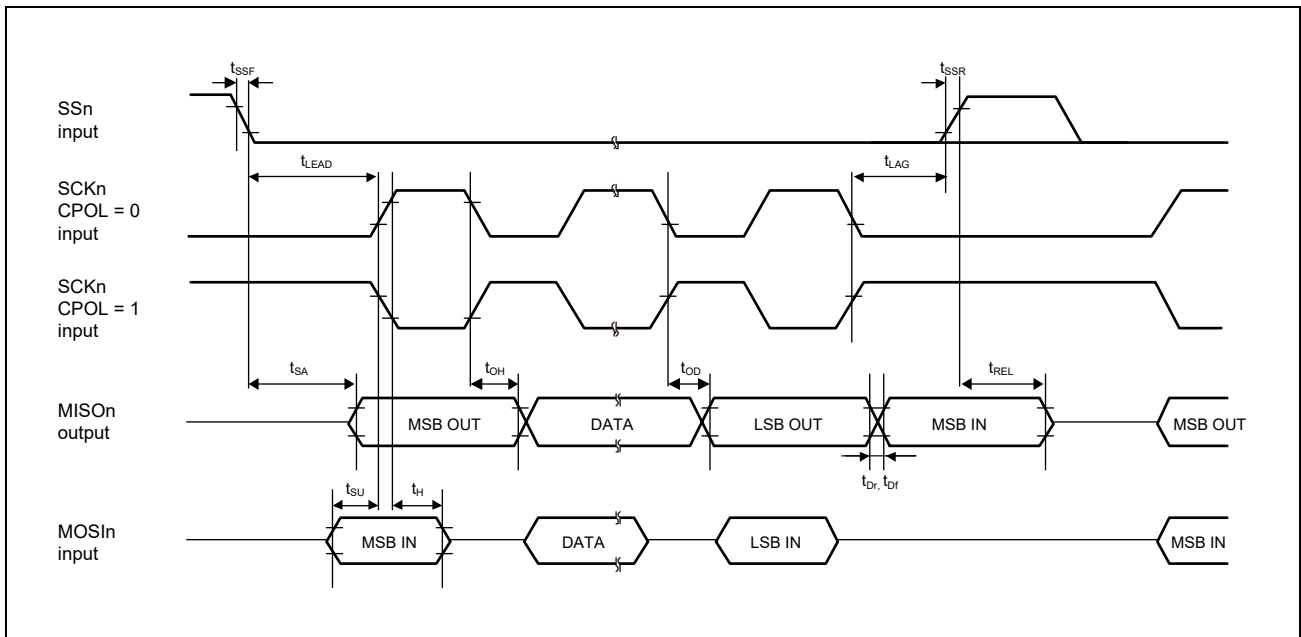 tSSF
tSSR
SSn
input
tLEAD
tLAG
SCKn
CPOL = 0
input
SCKn
CPOL = 1
input
tSA
tOH
tOD
tREL
MISOn
output
MSB OUT
DATA
LSB OUT
MSB IN
MSB OUT
tDr, tDf
tSU
tH
MOSIn
input
MSB IN
DATA
LSB IN
MSB IN